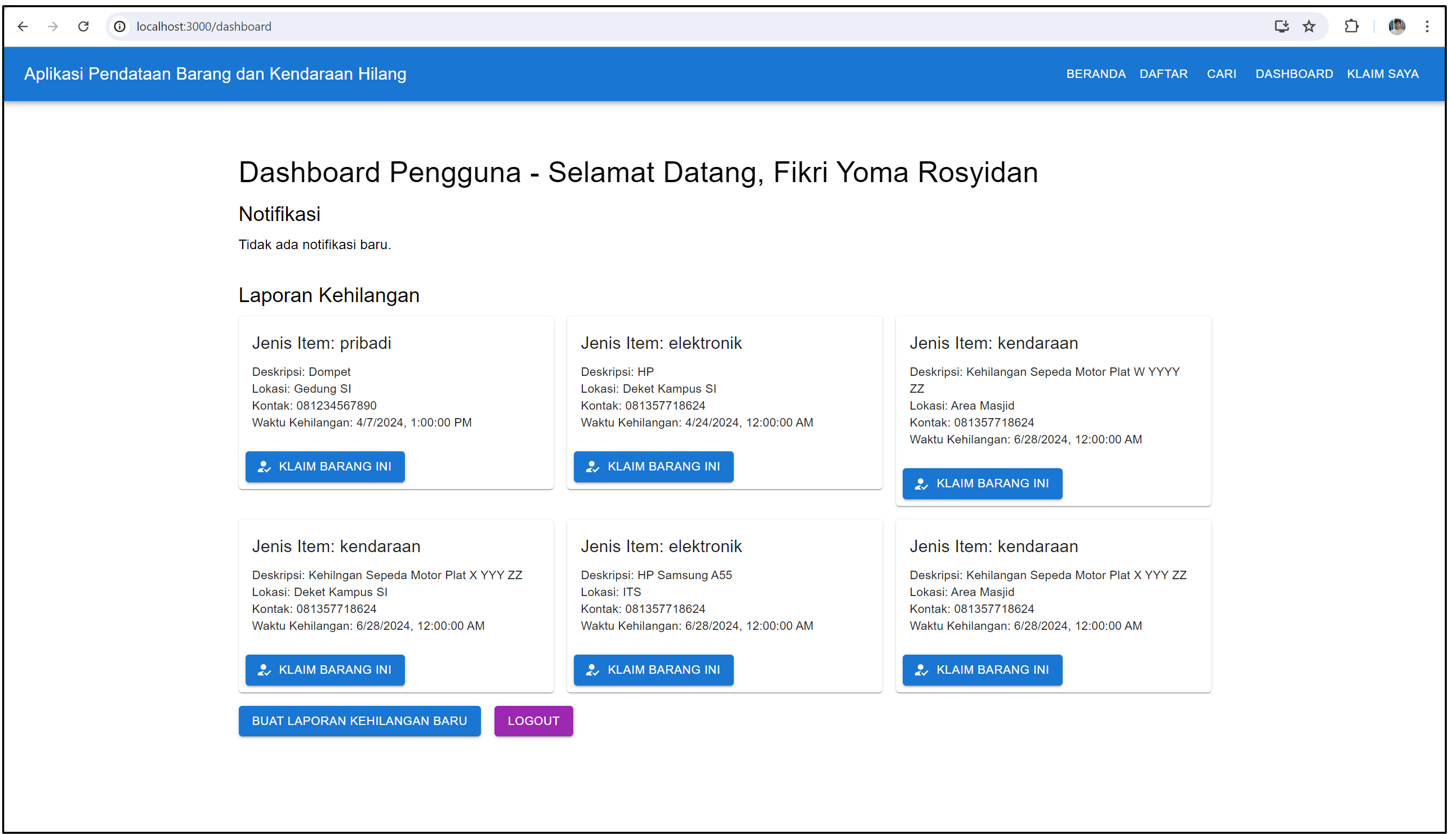 localhost:3000/dashboard
Aplikasi Pendataan Barang dan Kendaraan Hilang
BERANDA DAFTAR CARI DASHBOARD KLAIM SAYA
Dashboard Pengguna - Selamat Datang, Fikri Yoma Rosyidan
Notifikasi
Tidak ada notifikasi baru.
Laporan Kehilangan
Jenis Item: pribadi
Deskripsi: Dompet
Lokasi: Gedung SI
Kontak: 081234567890
Waktu Kehilangan: 4/7/2024, 1:00:00 PM
KLAIM BARANG INI
Jenis Item: elektronik
Deskripsi: HP
Lokasi: Deket Kampus SI
Kontak: 081357718624
Waktu Kehilangan: 4/24/2024, 12:00:00 AM
KLAIM BARANG INI
Jenis Item: kendaraan
Deskripsi: Kehilangan Sepeda Motor Plat W YYYY
ZZ
Lokasi: Area Masjid
Kontak: 081357718624
Waktu Kehilangan: 6/28/2024, 12:00:00 AM
KLAIM BARANG INI
Jenis Item: kendaraan
Deskripsi: Kehilngan Sepeda Motor Plat X YYY ZZ
Lokasi: Deket Kampus SI
Kontak: 081357718624
Waktu Kehilangan: 6/28/2024, 12:00:00 AM
KLAIM BARANG INI
Jenis Item: elektronik
Deskripsi: HP Samsung A55
Lokasi: ITS
Kontak: 081357718624
Waktu Kehilangan: 6/28/2024, 12:00:00 AM
KLAIM BARANG INI
Jenis Item: kendaraan
Deskripsi: Kehilangan Sepeda Motor Plat X YYY ZZ
Lokasi: Area Masjid
Kontak: 081357718624
Waktu Kehilangan: 6/28/2024, 12:00:00 AM
KLAIM BARANG INI
BUAT LAPORAN KEHILANGAN BARU
LOGOUT